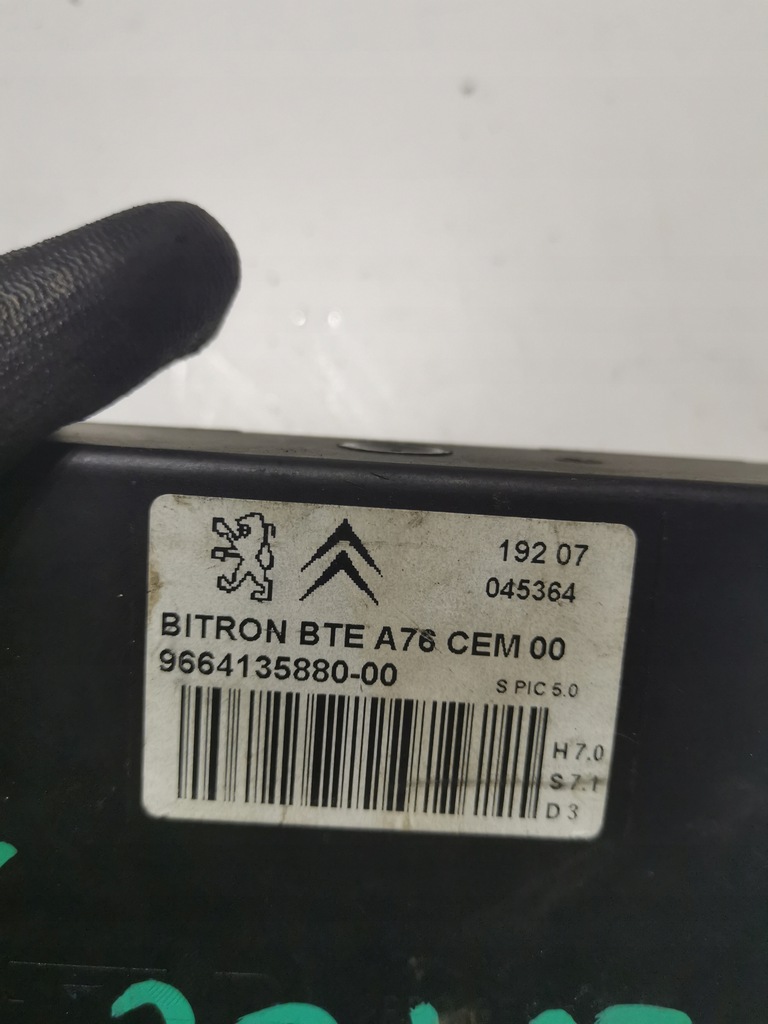 192 07
045364
BITRON BTE A76 CEM 00
9664135880-00
S PIC 5.0
H 7.0
S 7.1
D 3